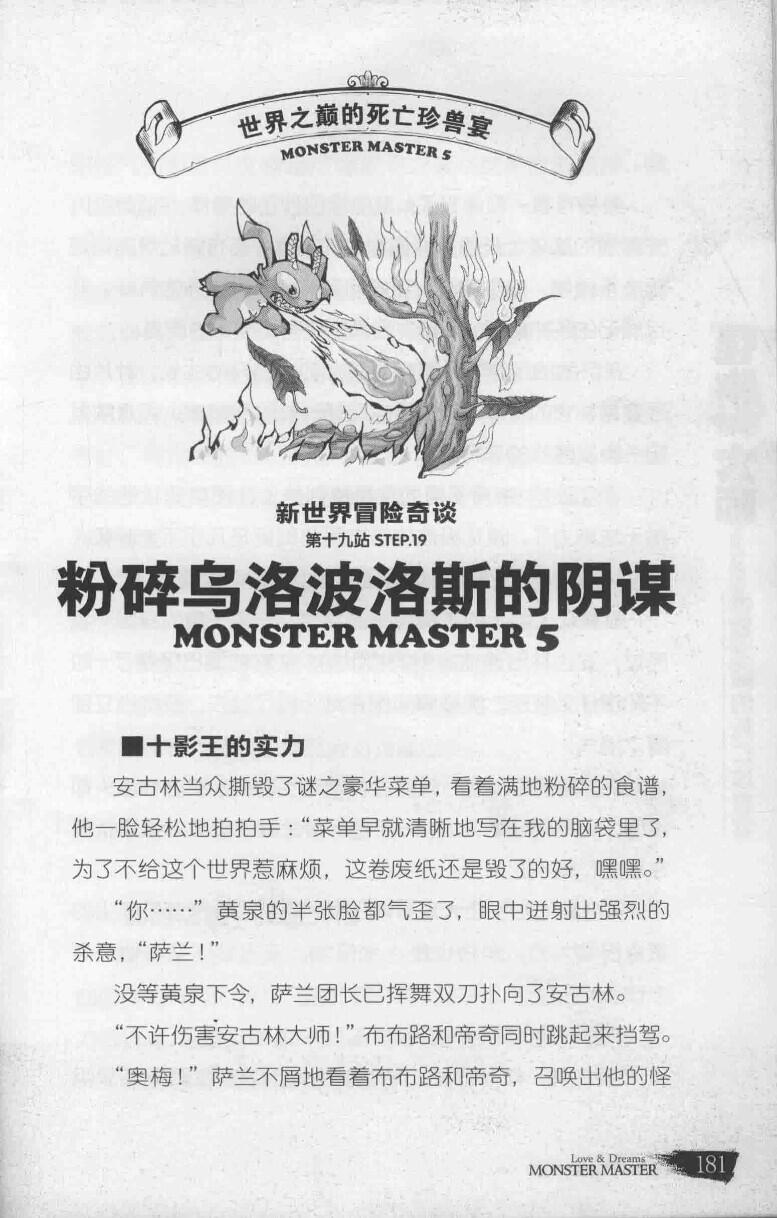 世界之巅的死亡珍兽宴
MONSTER MASTER 5
新世界冒险奇谈
第十九站 STEP.19
粉碎乌洛波洛斯的阴谋
MONSTER MASTER 5
■十影王的实力
安古林当众撕毁了谜之豪华菜单，看着满地粉碎的食谱，
他一脸轻松地拍拍手：“菜单早就清晰地写在我的脑袋里了，
为了不给这个世界惹麻烦，这卷废纸还是毁了的好，嘿嘿。”
“你……”黄泉的半张脸都气歪了，眼中迸射出强烈的
杀意，“萨兰！”
没等黄泉下令，萨兰团长已挥舞双刀扑向了安古林。
“不许伤害安古林大师！”布布路和帝奇同时跳起来挡驾。
“奥梅！”萨兰不屑地看着布布路和帝奇，召唤出他的怪
Love & Dreams
MONSTER MASTER 181